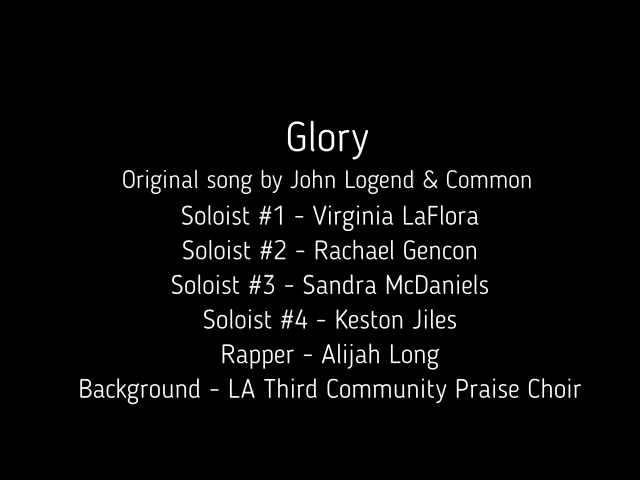 Glory
Original song by John Logend & Common
Soloist #1 - Virginia LaFlora
Soloist #2 - Rachael Gencon
Soloist #3 - Sandra McDaniels
Soloist #4 - Keston Jiles
Rapper - Alijah Long
Background - LA Third Community Praise Choir